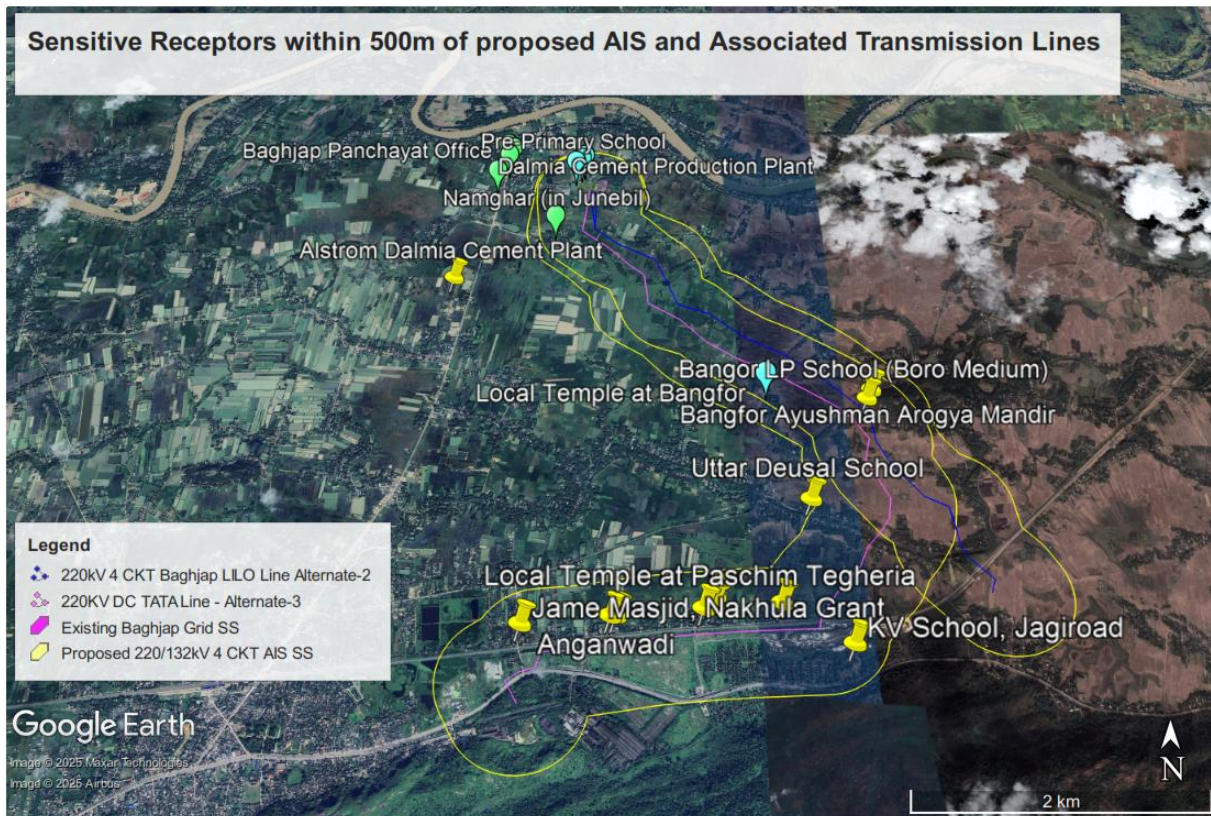 Sensitive Receptors within 500m of proposed AIS and Associated Transmission Lines
Pre-Primary School
Baghjap Panchayat Office
Dalmia Cement Production Plant
Namghar (in Junebil)
Alstrom Dalmia Cement Plant
Bangor LP School (Boro Medium)
Local Temple at Bangfor
Bangfor Ayushman Arogya Mandir
Uttar Deusal School
Local Temple at Paschim Tegheria
Jame Masjid, Nakhula Grant
KV School, Jagiroad
Anganwadi
Legend
220kV 4 CKT Baghjap LILO Line Alternate-2
220KV DC TATA Line - Alternate-3
Existing Baghjap Grid SS
Proposed 220/132kV 4 CKT AIS SS
Google Earth
Image © 2025 Maxar Technologies
Image © 2025 Airbus
N
2 km